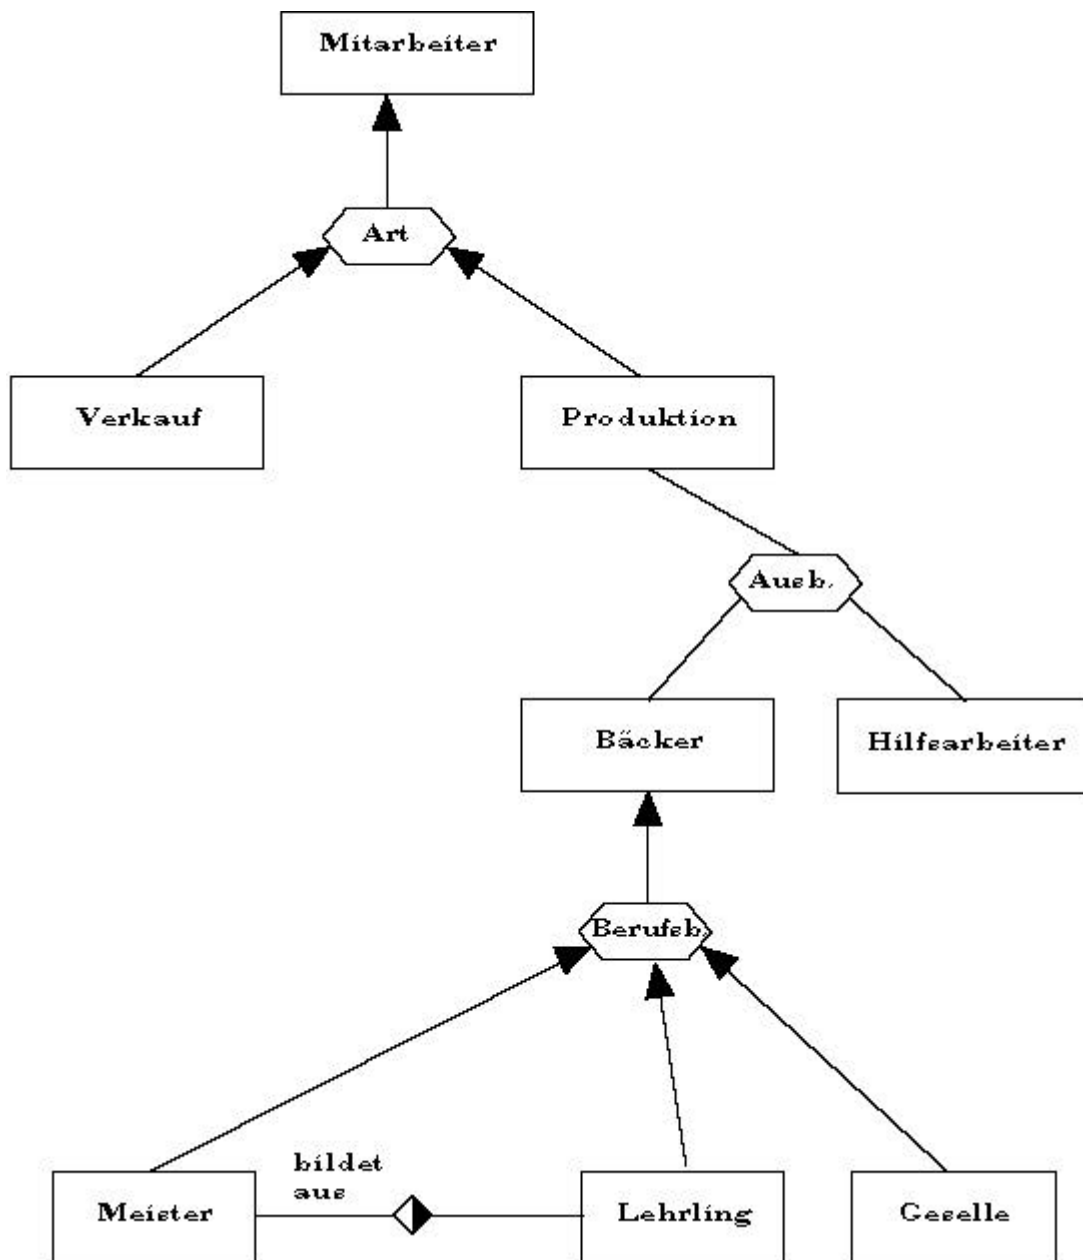 Mitarbeiter
Art
Verkauf
Produktion
Ausb.
Bäcker
Hilfsarbeiter
Berufsb.
bildet
aus
Meister
Lehrling
Geselle